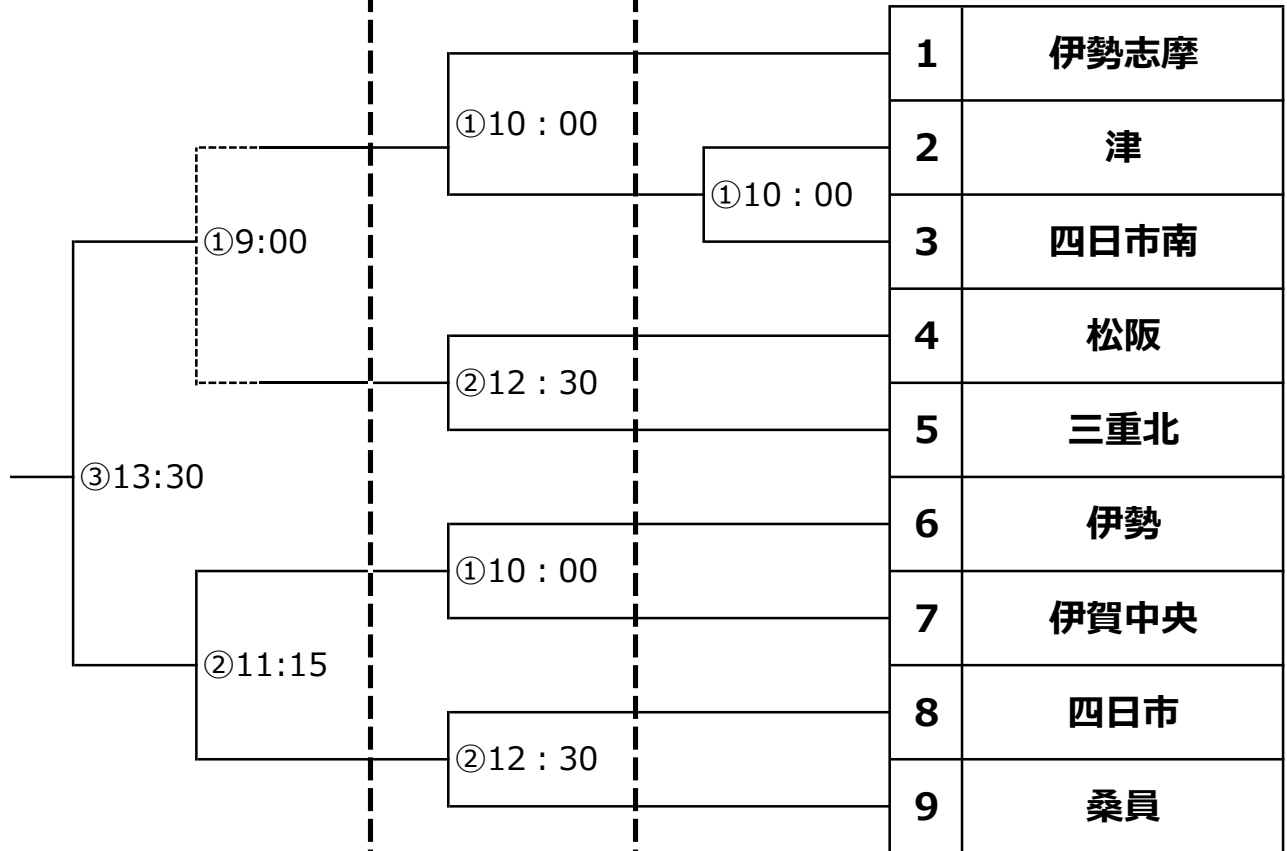 1 伊勢志摩
①10：00
2 津
①10：00
①9:00
3 四日市南
4 松阪
②12：30
5 三重北
③13:30
6 伊勢
①10：00
7 伊賀中央
②11:15
8 四日市
②12：30
9 桑員